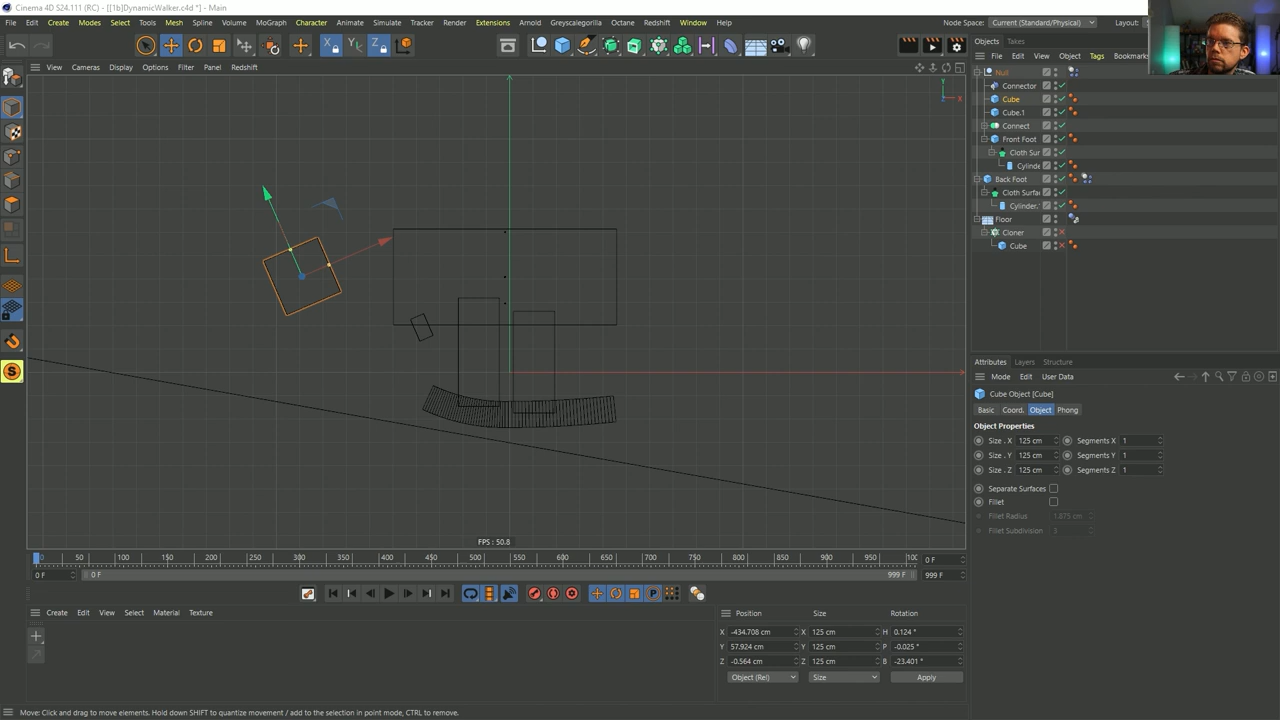 Cinema 4D S24.111 (RC) - [[1b]DynamicWalker.c4d *] - Main
File Create Modes Select Tools Mesh Spline Volume MoGraph Character Animate Simulate Tracker Render Extensions Arnold Greyscalegorilla Octane Redshift Window Help
Node Space: Current (Standard/Physical) Layout:
Objects Takes
View Cameras Display Options Filter Panel Redshift
File Edit View Object Tags Bookmarks
Null
Connector
Cube
Cube.1
Connect
Front Foot
Cloth Sur
Cylinde
Back Foot
Cloth Surfa
Cylinder.
Floor
Cloner
Cube
Y
X
Attributes Layers Structure
Mode Edit User Data
Cube Object [Cube]
Basic Coord. Object Phong
Object Properties
Size . X 125 cm Segments X 1
Size . Y 125 cm Segments Y 1
Size . Z 125 cm Segments Z 1
Separate Surfaces
Fillet
Fillet Radius 1.875 cm
Fillet Subdivision 3
FPS : 50.8
0 50 100 150 200 250 300 350 400 450 500 550 600 650 700 750 800 850 900 950 100 0 F
0 F 0 F 999 F 999 F
Create Edit View Select Material Texture
Position Size Rotation
X -434.708 cm X 125 cm H 0.124 °
Y 57.924 cm Y 125 cm P -0.025 °
Z -0.564 cm Z 125 cm B -23.401 °
Object (Rel) Size Apply
Move: Click and drag to move elements. Hold down SHIFT to quantize movement / add to the selection in point mode, CTRL to remove.